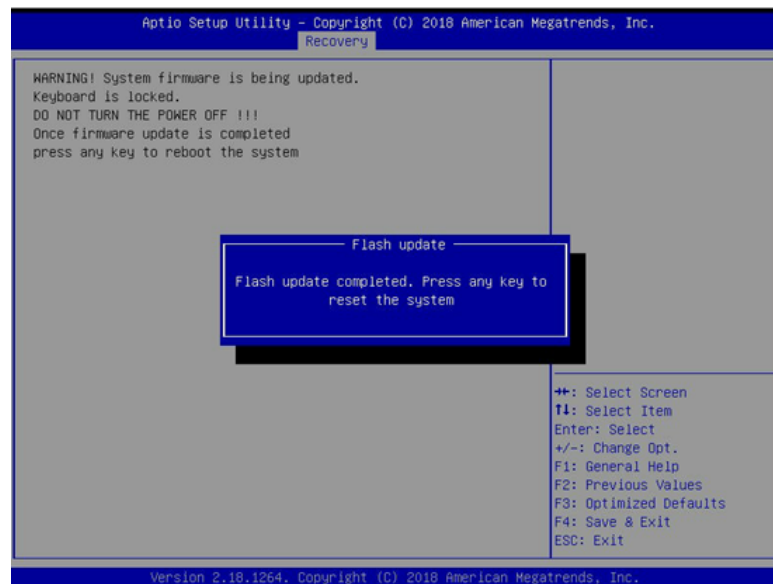 Aptio Setup Utility – Copyright (C) 2018 American Megatrends, Inc.
Recovery
WARNING! System firmware is being updated.
Keyboard is locked.
DO NOT TURN THE POWER OFF !!!
Once firmware update is completed
press any key to reboot the system
Flash update
Flash update completed. Press any key to
reset the system
→←: Select Screen
↑↓: Select Item
Enter: Select
+/-: Change Opt.
F1: General Help
F2: Previous Values
F3: Optimized Defaults
F4: Save & Exit
ESC: Exit
Version 2.18.1264. Copyright (C) 2018 American Megatrends, Inc.